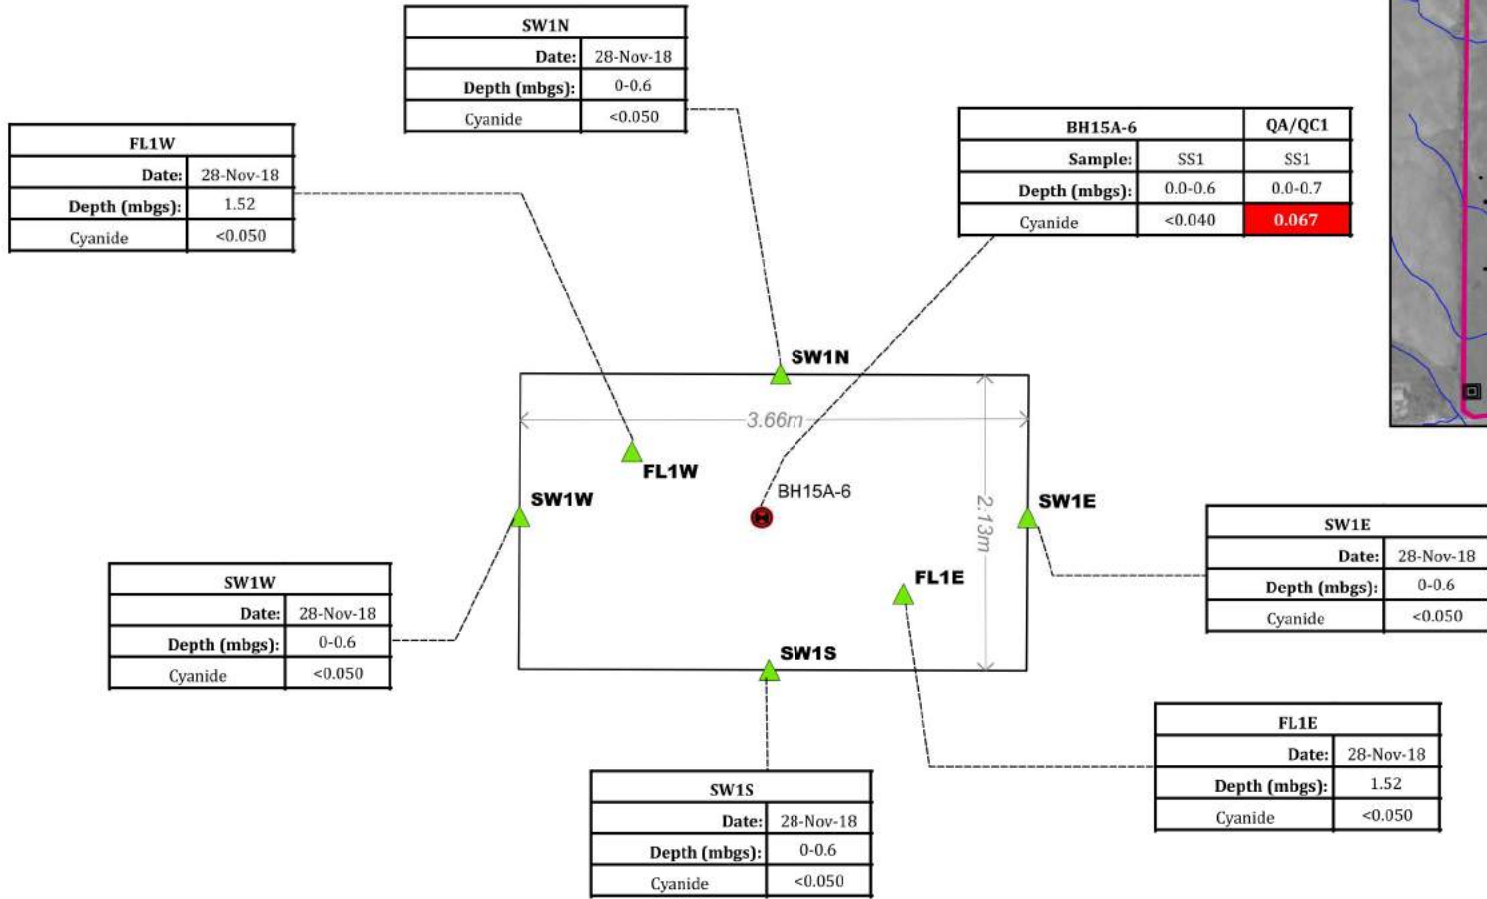 SW1N
Date: 28-Nov-18
Depth (mbgs): 0-0.6
Cyanide <0.050
FL1W
Date: 28-Nov-18
Depth (mbgs): 1.52
Cyanide <0.050
BH15A-6 QA/QC1
Sample: SS1 SS1
Depth (mbgs): 0.0-0.6 0.0-0.7
Cyanide <0.040 0.067
SW1N
3.66m
FL1W
BH15A-6
SW1W
SW1E
2.13m
FL1E
SW1S
SW1E
Date: 28-Nov-18
Depth (mbgs): 0-0.6
Cyanide <0.050
SW1W
Date: 28-Nov-18
Depth (mbgs): 0-0.6
Cyanide <0.050
FL1E
Date: 28-Nov-18
Depth (mbgs): 1.52
Cyanide <0.050
SW1S
Date: 28-Nov-18
Depth (mbgs): 0-0.6
Cyanide <0.050